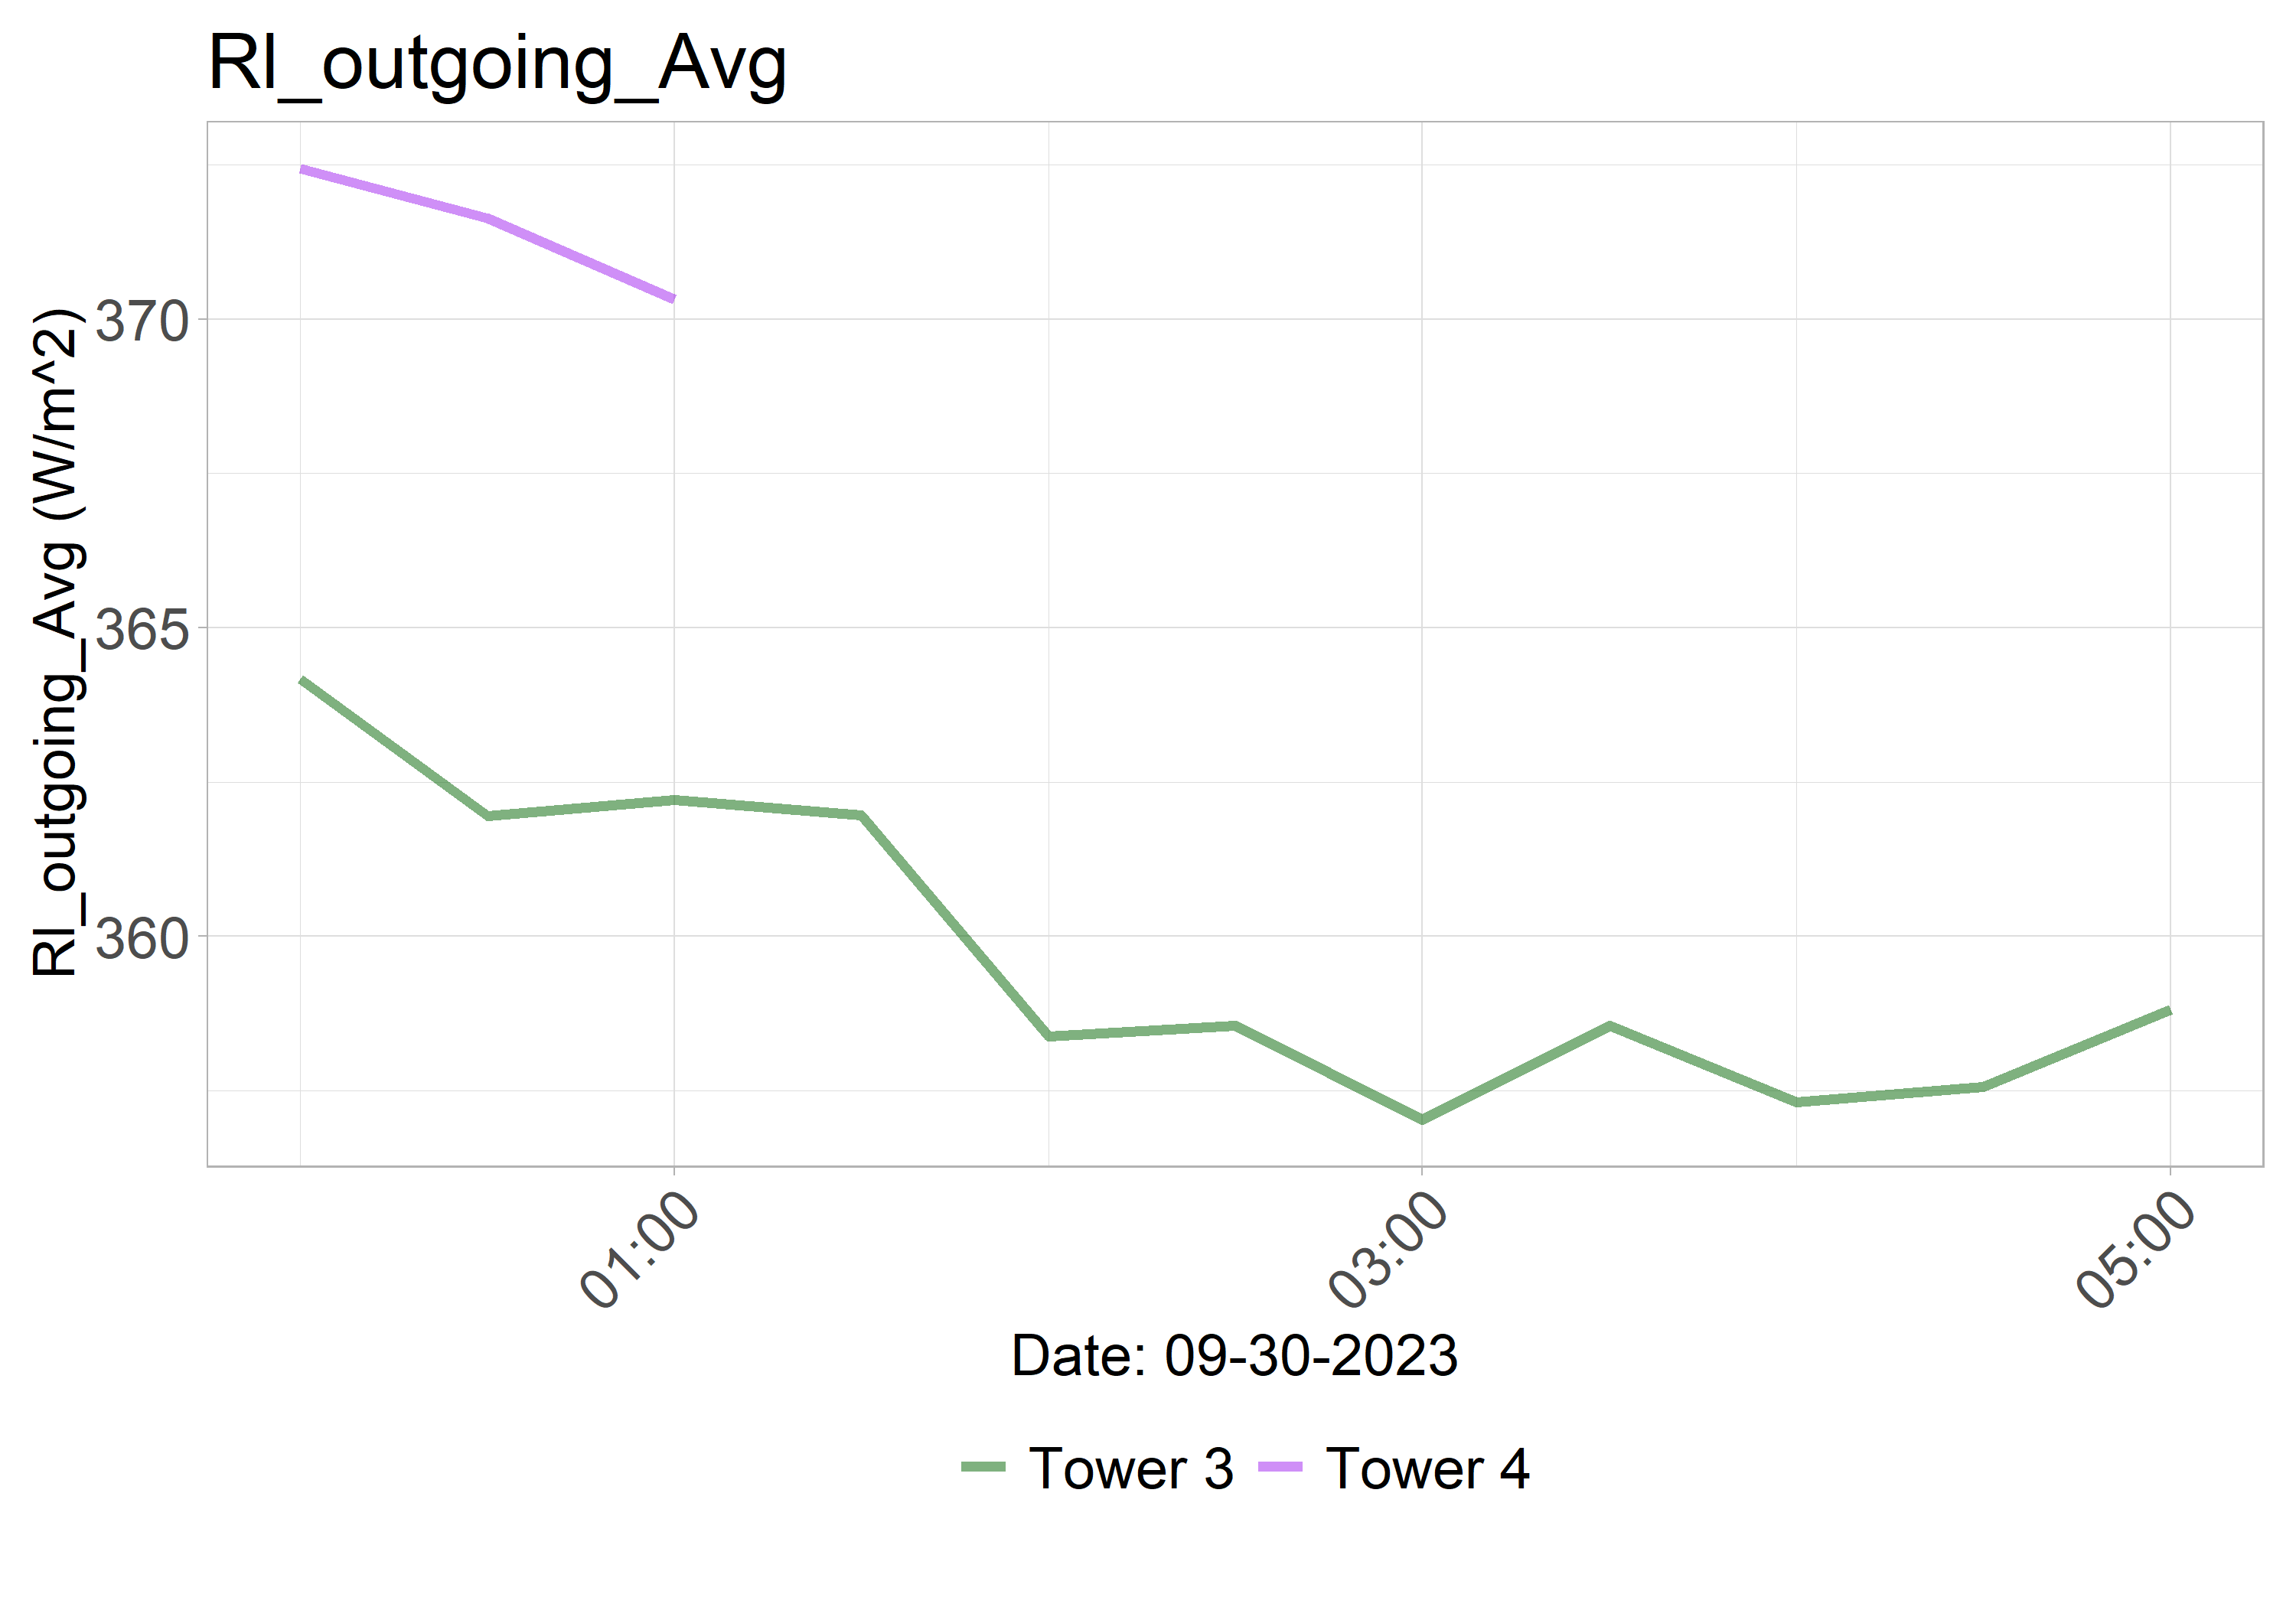 Rl_outgoing_Avg
Rl_outgoing_Avg (W/m^2)
370
365
360
01:00
03:00
05:00
Date: 09-30-2023
Tower 3
Tower 4